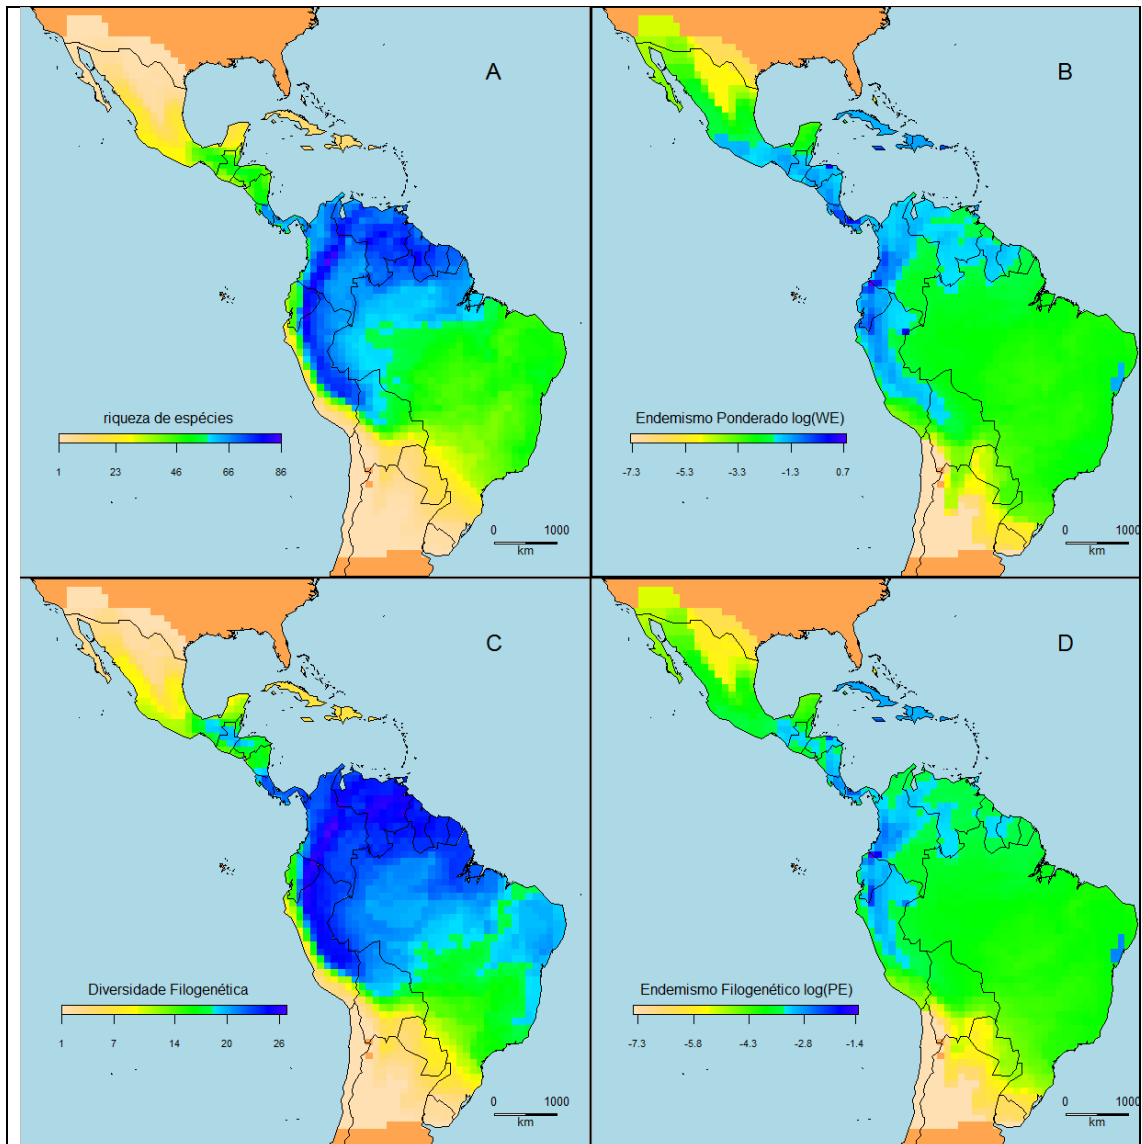 A
riqueza de espécies
1 23 46 66 86
0 1000
km
B
Endemismo Ponderado log(WE)
-7.3 -5.3 -3.3 -1.3 0.7
0 1000
km
C
Diversidade Filogenética
1 7 14 20 26
0 1000
km
D
Endemismo Filogenético log(PE)
-7.3 -5.8 -4.3 -2.8 -1.4
0 1000
km